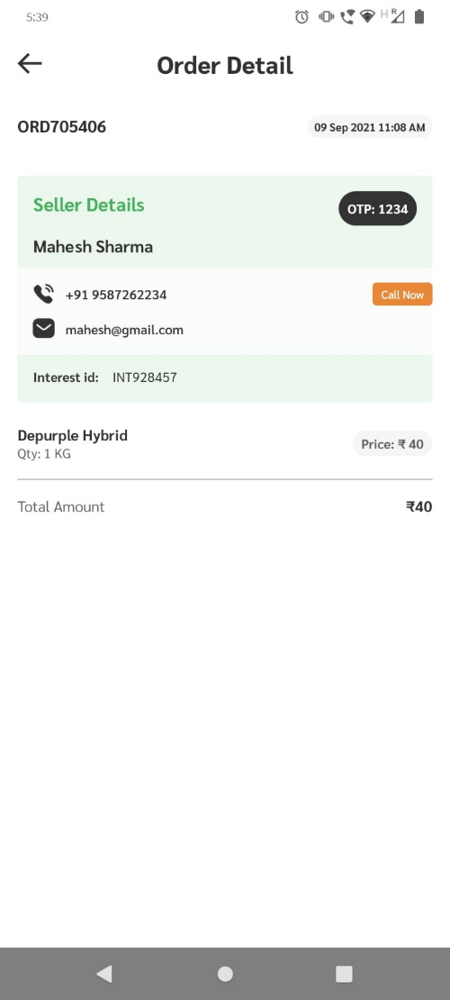 5:39
H R
Order Detail
ORD705406
09 Sep 2021 11:08 AM
Seller Details
OTP: 1234
Mahesh Sharma
+91 9587262234
Call Now
mahesh@gmail.com
Interest id: INT928457
Depurple Hybrid
Qty: 1 KG
Price: ₹ 40
Total Amount
₹40